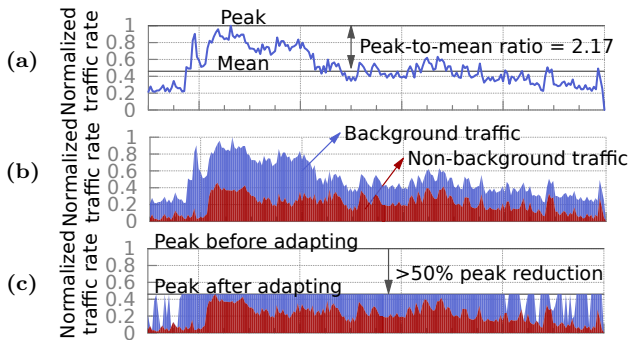 (a)
Normalized
traffic rate
1
0.8
0.6
0.4
0.2
0
Peak
Peak-to-mean ratio = 2.17
Mean
(b)
Normalized
traffic rate
1
0.8
0.6
0.4
0.2
0
Background traffic
Non-background traffic
(c)
Normalized
traffic rate
1
0.8
0.6
0.4
0.2
0
Peak before adapting
>50% peak reduction
Peak after adapting